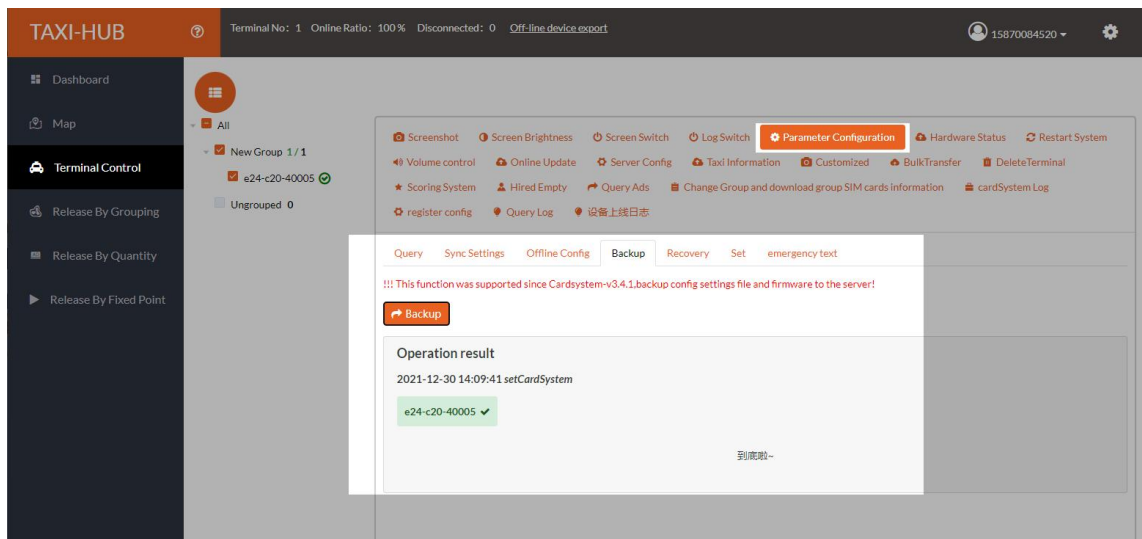 TAXI-HUB
Terminal No: 1 Online Ratio: 100 % Disconnected: 0 Off-line device export
15870084520
Dashboard
Map
Terminal Control
Release By Grouping
Release By Quantity
Release By Fixed Point
All
New Group 1 / 1
e24-c20-40005
Ungrouped 0
Screenshot Screen Brightness Screen Switch Log Switch Parameter Configuration Hardware Status Restart System
Volume control Online Update Server Config Taxi Information Customized BulkTransfer DeleteTerminal
Scoring System Hired Empty Query Ads Change Group and download group SIM cards information cardSystem Log
register config Query Log 设备上线日志
Query Sync Settings Offline Config Backup Recovery Set emergency text
!!! This function was supported since Cardsystem-v3.4.1,backup config settings file and firmware to the server!
Backup
Operation result
2021-12-30 14:09:41 setCardSystem
e24-c20-40005
到底啦~